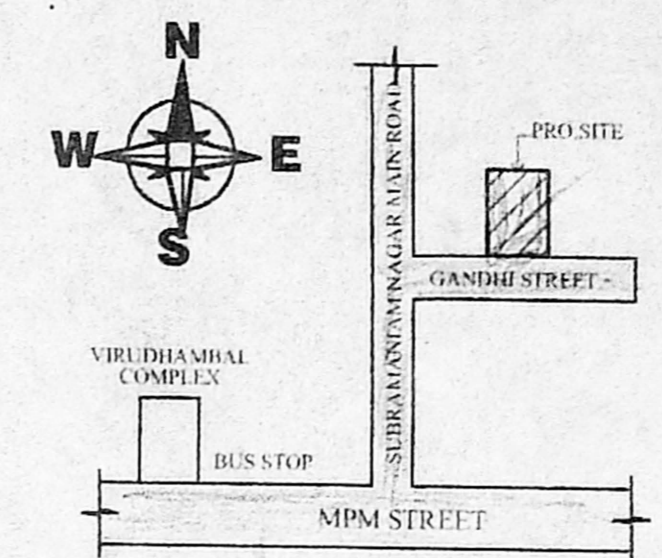 N
W E
S
PRO.SITE
SUBRAMANIAM NAGAR MAIN ROAD
GANDHI STREET
VIRUDHAMBAL
COMPLEX
BUS STOP
MPM STREET